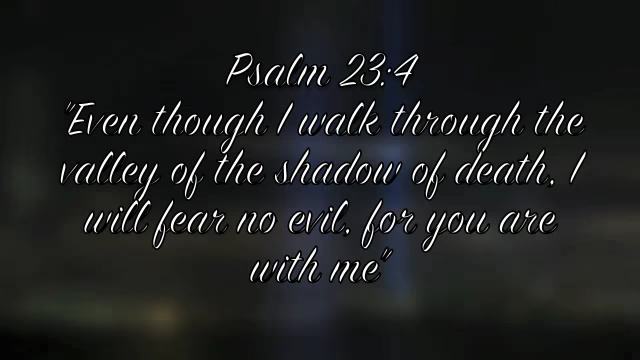 Psalm 23:4
"Even though I walk through the
valley of the shadow of death, I
will fear no evil, for you are
with me"